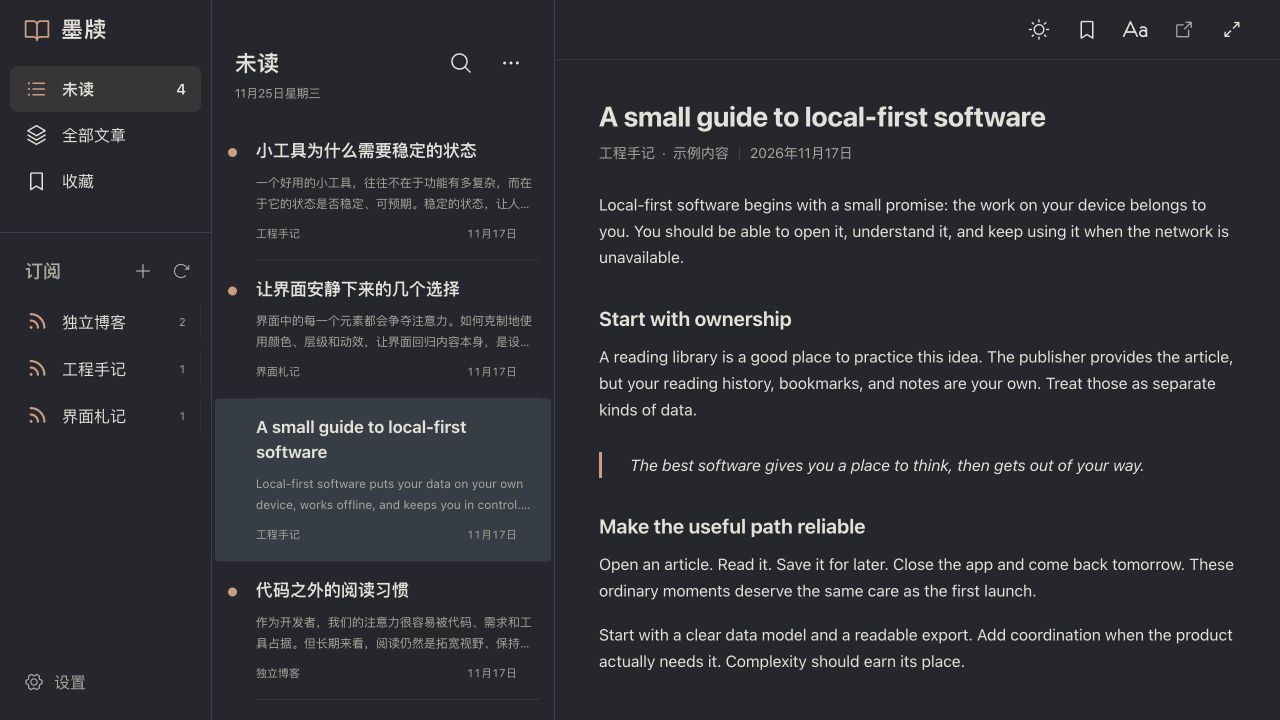 墨牍
未读 4
全部文章
收藏
订阅
独立博客 2
工程手记 1
界面札记 1
设置
未读
11月25日星期三
小工具为什么需要稳定的状态
一个好用的小工具，往往不在于功能有多复杂，而在
于它的状态是否稳定、可预期。稳定的状态，让人...
工程手记 11月17日
让界面安静下来的几个选择
界面中的每一个元素都会争夺注意力。如何克制地使
用颜色、层级和动效，让界面回归内容本身，是设...
界面札记 11月17日
A small guide to local-first
software
Local-first software puts your data on your own
device, works offline, and keeps you in control....
工程手记 11月17日
代码之外的阅读习惯
作为开发者，我们的注意力很容易被代码、需求和工
具占据。但长期来看，阅读仍然是拓宽视野、保持...
独立博客 11月17日
Aa
A small guide to local-first software
工程手记 · 示例内容 2026年11月17日
Local-first software begins with a small promise: the work on your device belongs to
you. You should be able to open it, understand it, and keep using it when the network is
unavailable.
Start with ownership
A reading library is a good place to practice this idea. The publisher provides the article,
but your reading history, bookmarks, and notes are your own. Treat those as separate
kinds of data.
The best software gives you a place to think, then gets out of your way.
Make the useful path reliable
Open an article. Read it. Save it for later. Close the app and come back tomorrow. These
ordinary moments deserve the same care as the first launch.
Start with a clear data model and a readable export. Add coordination when the product
actually needs it. Complexity should earn its place.